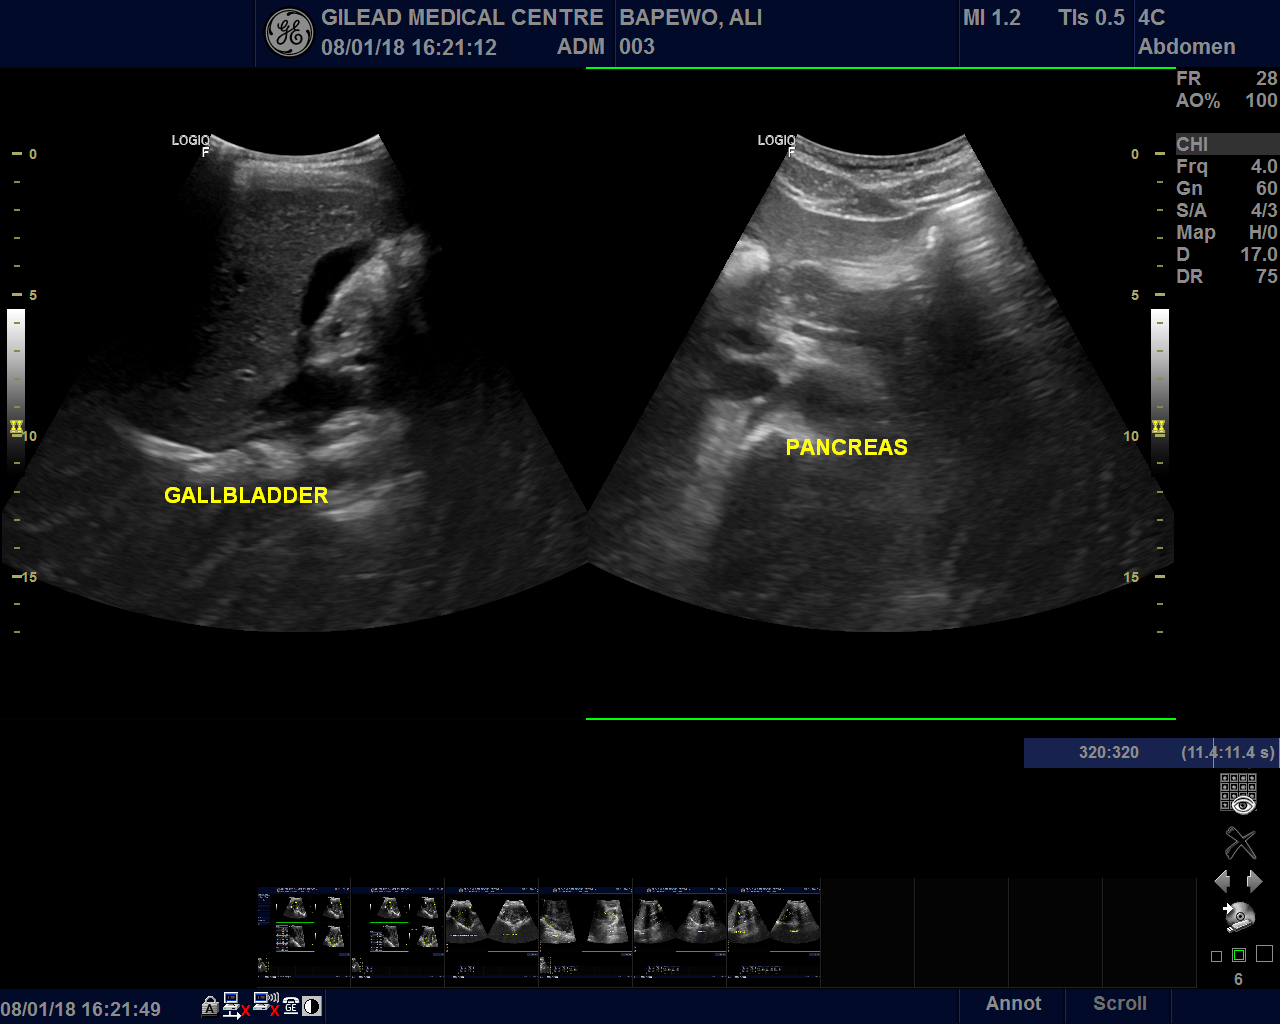 GILEAD MEDICAL CENTRE
08/01/18 16:21:12 ADM
BAPEWO, ALI
003
MI 1.2 TIs 0.5
4C
Abdomen
FR 28
AO% 100
CHI
Frq 4.0
Gn 60
S/A 4/3
Map H/0
D 17.0
DR 75
LOGIQ
F
0
5
10
15
GALLBLADDER
LOGIQ
F
0
5
10
15
PANCREAS
320:320 (11.4:11.4 s)
6
08/01/18 16:21:49
A
GE
Annot
Scroll